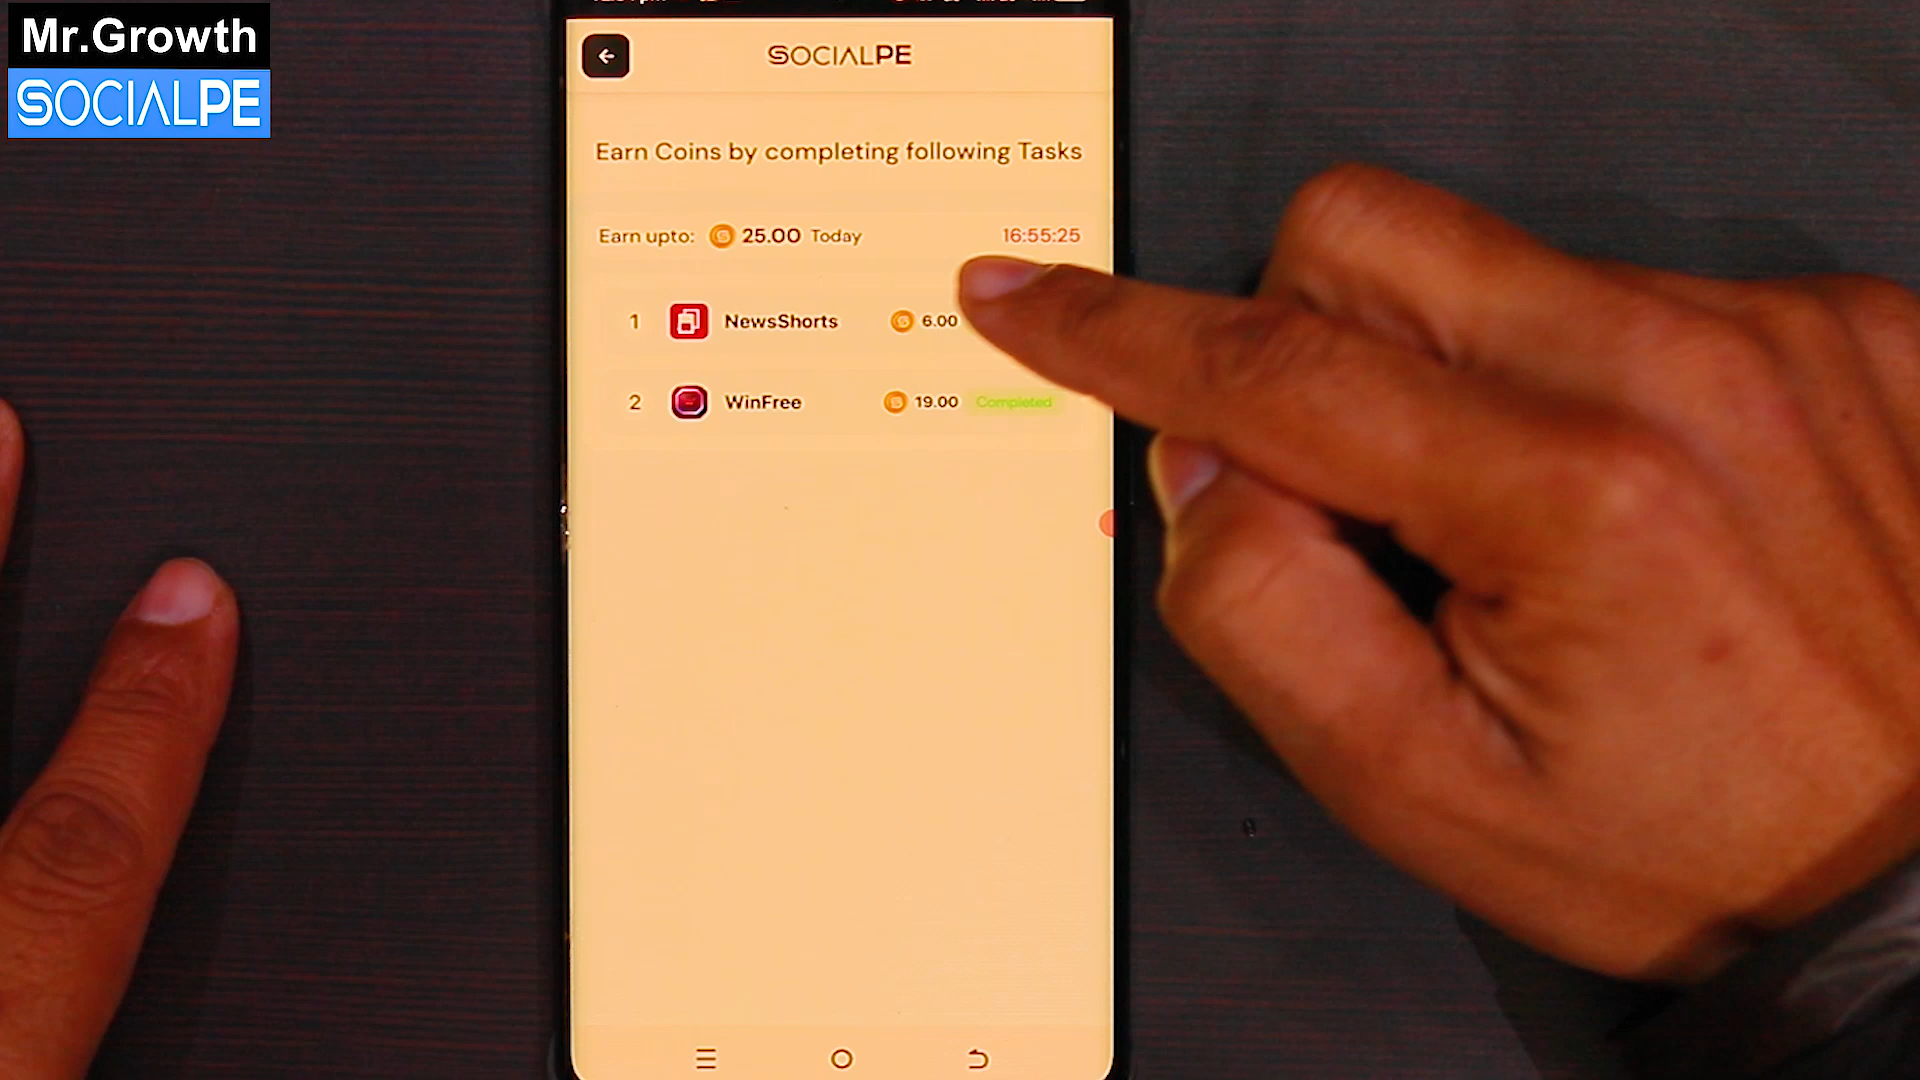 Mr.Growth
SOCIALPE
SOCIALPE
Earn Coins by completing following Tasks
Earn upto: 25.00 Today 16:55:25
1 NewsShorts 6.00
2 WinFree 19.00 Completed